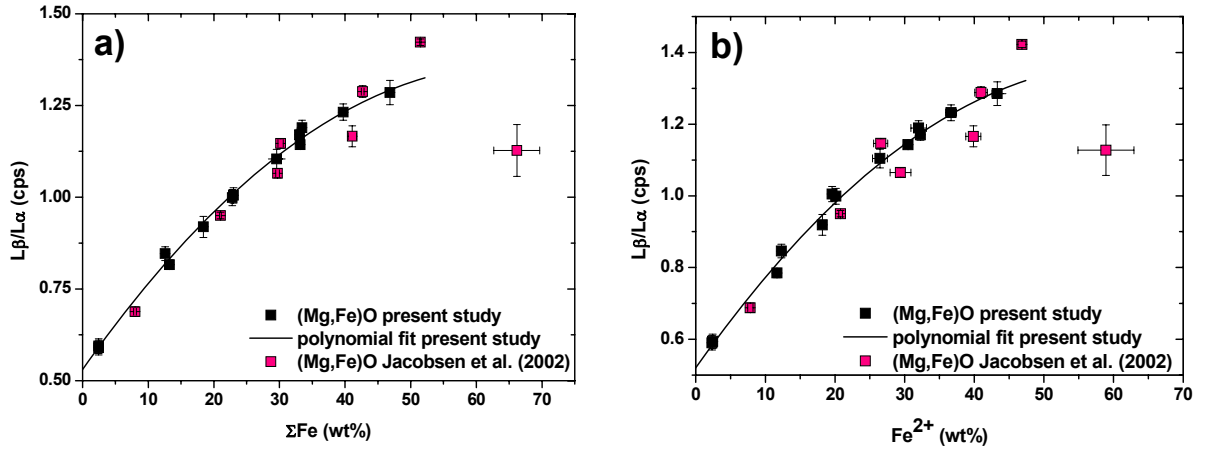 a)
1.50
1.25
1.00
0.75
0.50
Lβ/Lα (cps)
(Mg,Fe)O present study
polynomial fit present study
(Mg,Fe)O Jacobsen et al. (2002)
0 10 20 30 40 50 60 70
ΣFe (wt%)
b)
1.4
1.2
1.0
0.8
0.6
Lβ/Lα (cps)
(Mg,Fe)O present study
polynomial fit present study
(Mg,Fe)O Jacobsen et al. (2002)
0 10 20 30 40 50 60 70
Fe2+ (wt%)